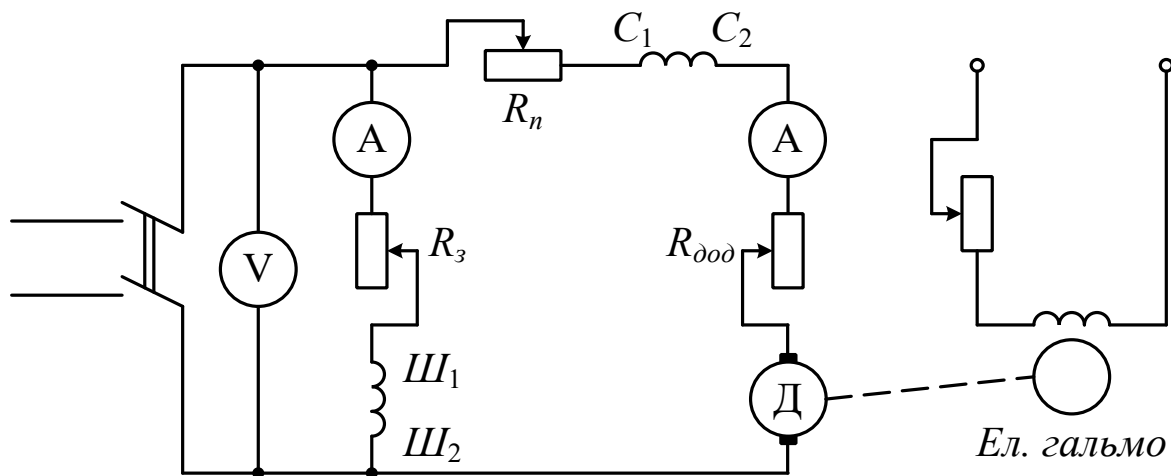 C₁ C₂
Rп
A
A
V
Rз
Rдод
Ш₁
Ш₂
Д
Ел. гальмо